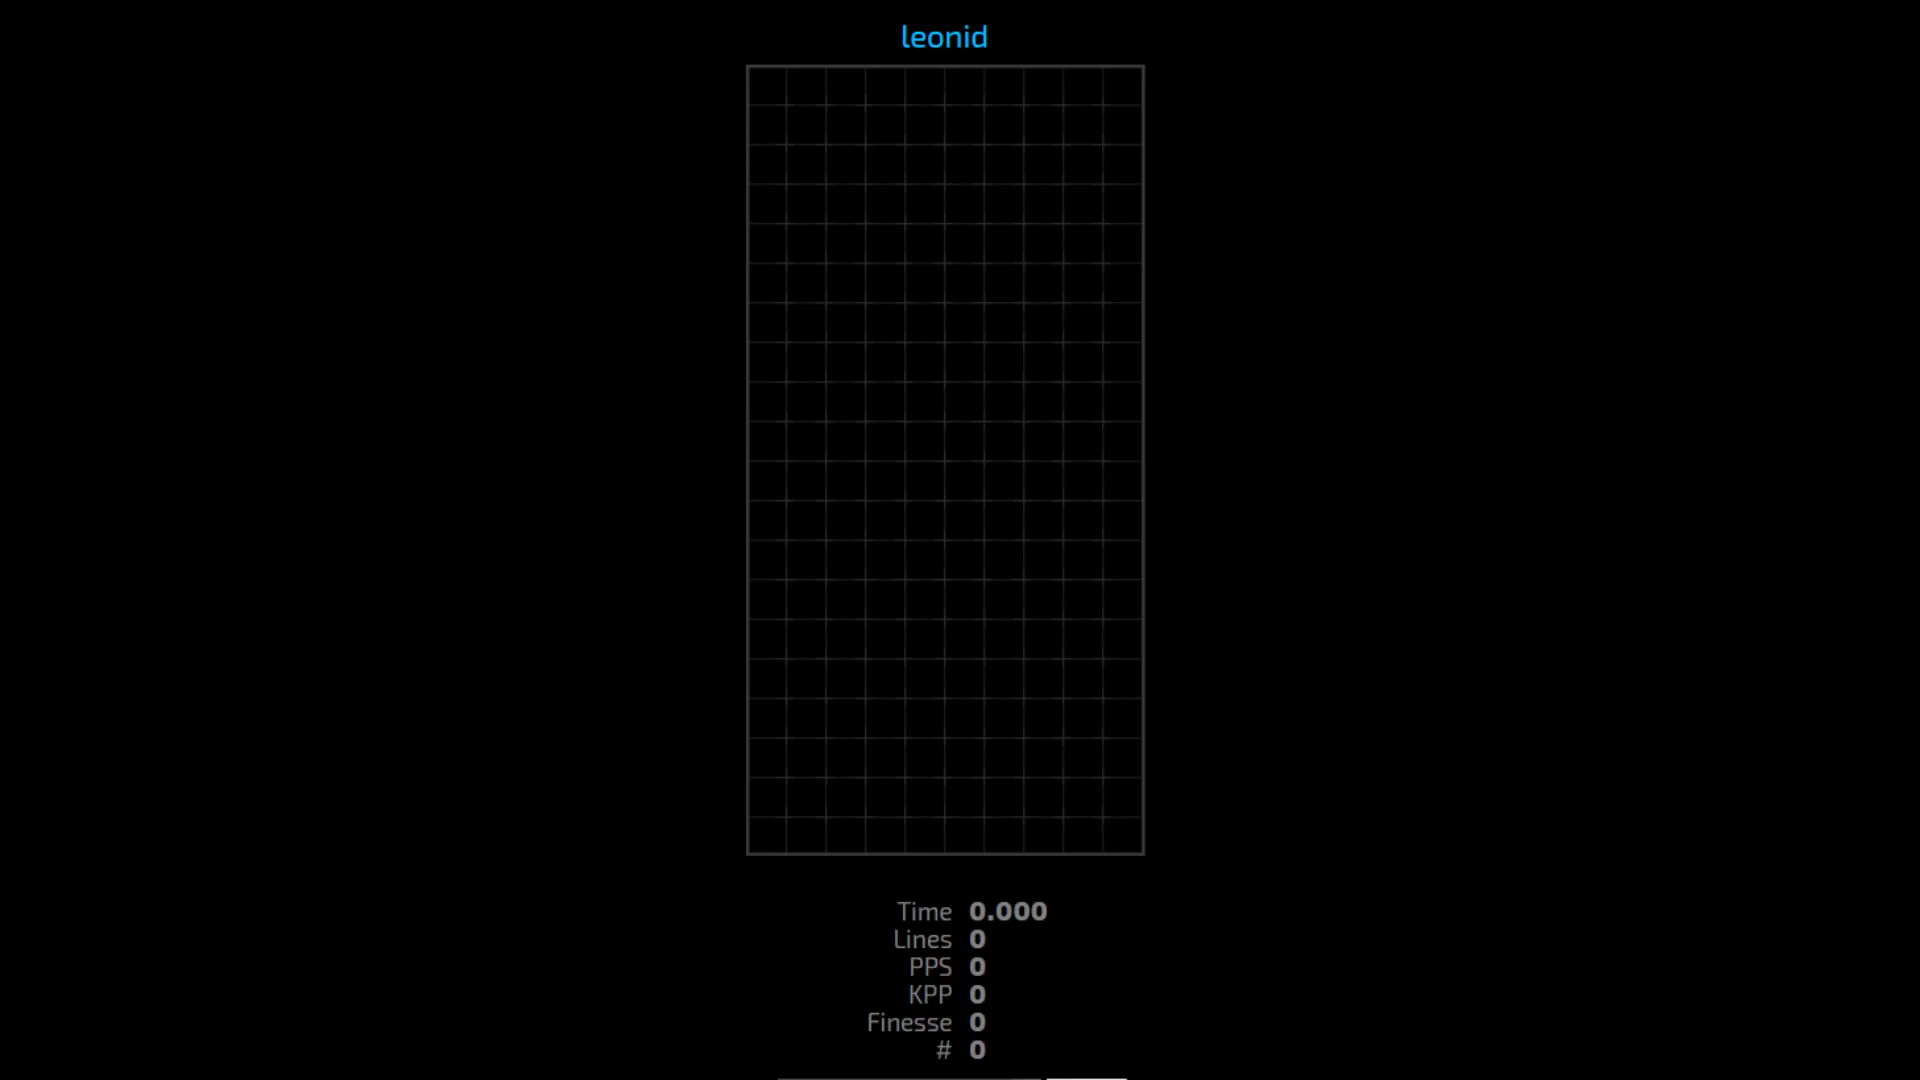 leonid
Time 0.000
Lines 0
PPS 0
KPP 0
Finesse 0
# 0